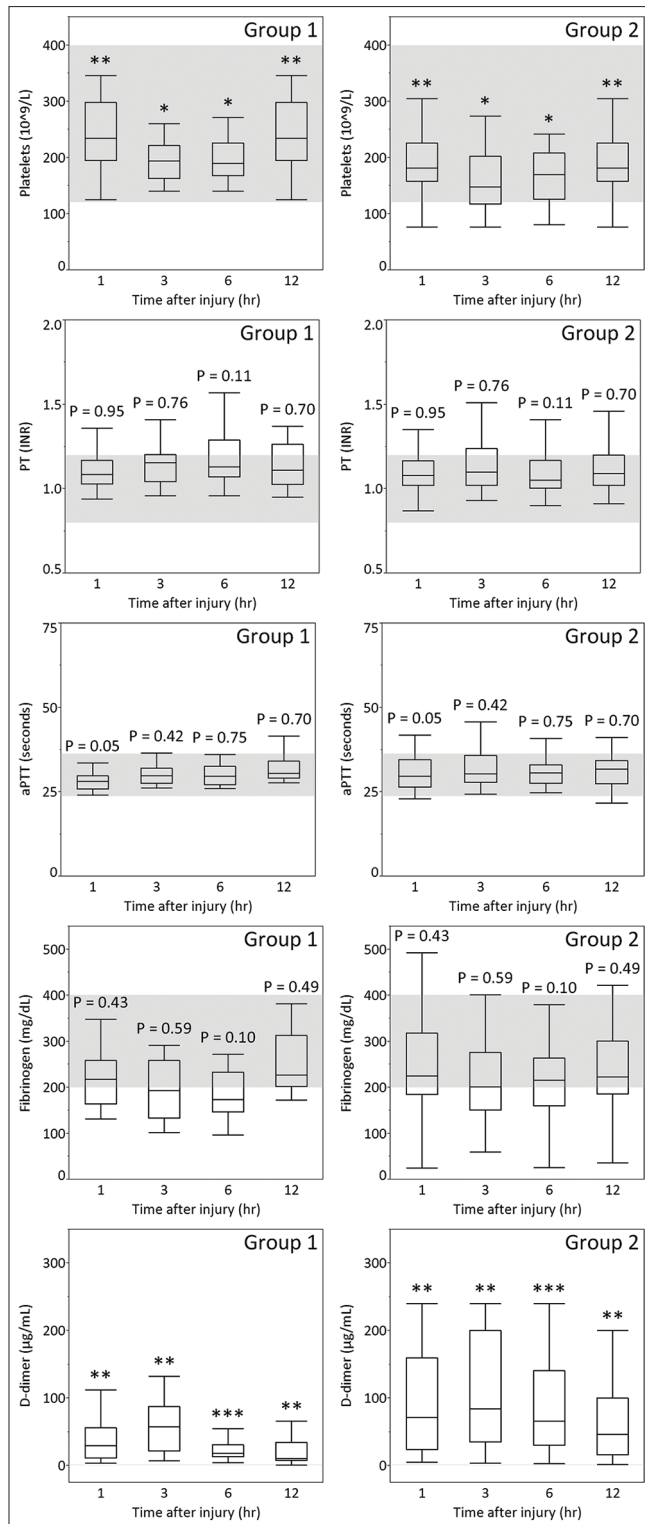 Group 1
Platelets (10^9/L)
400
300
200
100
0
** * * **
1 3 6 12
Time after injury (hr)
Group 2
Platelets (10^9/L)
400
300
200
100
0
** * * **
1 3 6 12
Time after injury (hr)
Group 1
PT (INR)
2.0
1.5
1.0
0.5
P = 0.95 P = 0.76 P = 0.11 P = 0.70
1 3 6 12
Time after injury (hr)
Group 2
PT (INR)
2.0
1.5
1.0
0.5
P = 0.95 P = 0.76 P = 0.11 P = 0.70
1 3 6 12
Time after injury (hr)
Group 1
aPTT (seconds)
75
50
25
0
P = 0.05 P = 0.42 P = 0.75 P = 0.70
1 3 6 12
Time after injury (hr)
Group 2
aPTT (seconds)
75
50
25
0
P = 0.05 P = 0.42 P = 0.75 P = 0.70
1 3 6 12
Time after injury (hr)
Group 1
Fibrinogen (mg/dL)
500
400
300
200
100
0
P = 0.43 P = 0.59 P = 0.10 P = 0.49
1 3 6 12
Time after injury (hr)
Group 2
Fibrinogen (mg/dL)
500
400
300
200
100
0
P = 0.43 P = 0.59 P = 0.10 P = 0.49
1 3 6 12
Time after injury (hr)
Group 1
D-dimer (µg/mL)
300
200
100
0
** ** *** **
1 3 6 12
Time after injury (hr)
Group 2
D-dimer (µg/mL)
300
200
100
0
** ** *** **
1 3 6 12
Time after injury (hr)